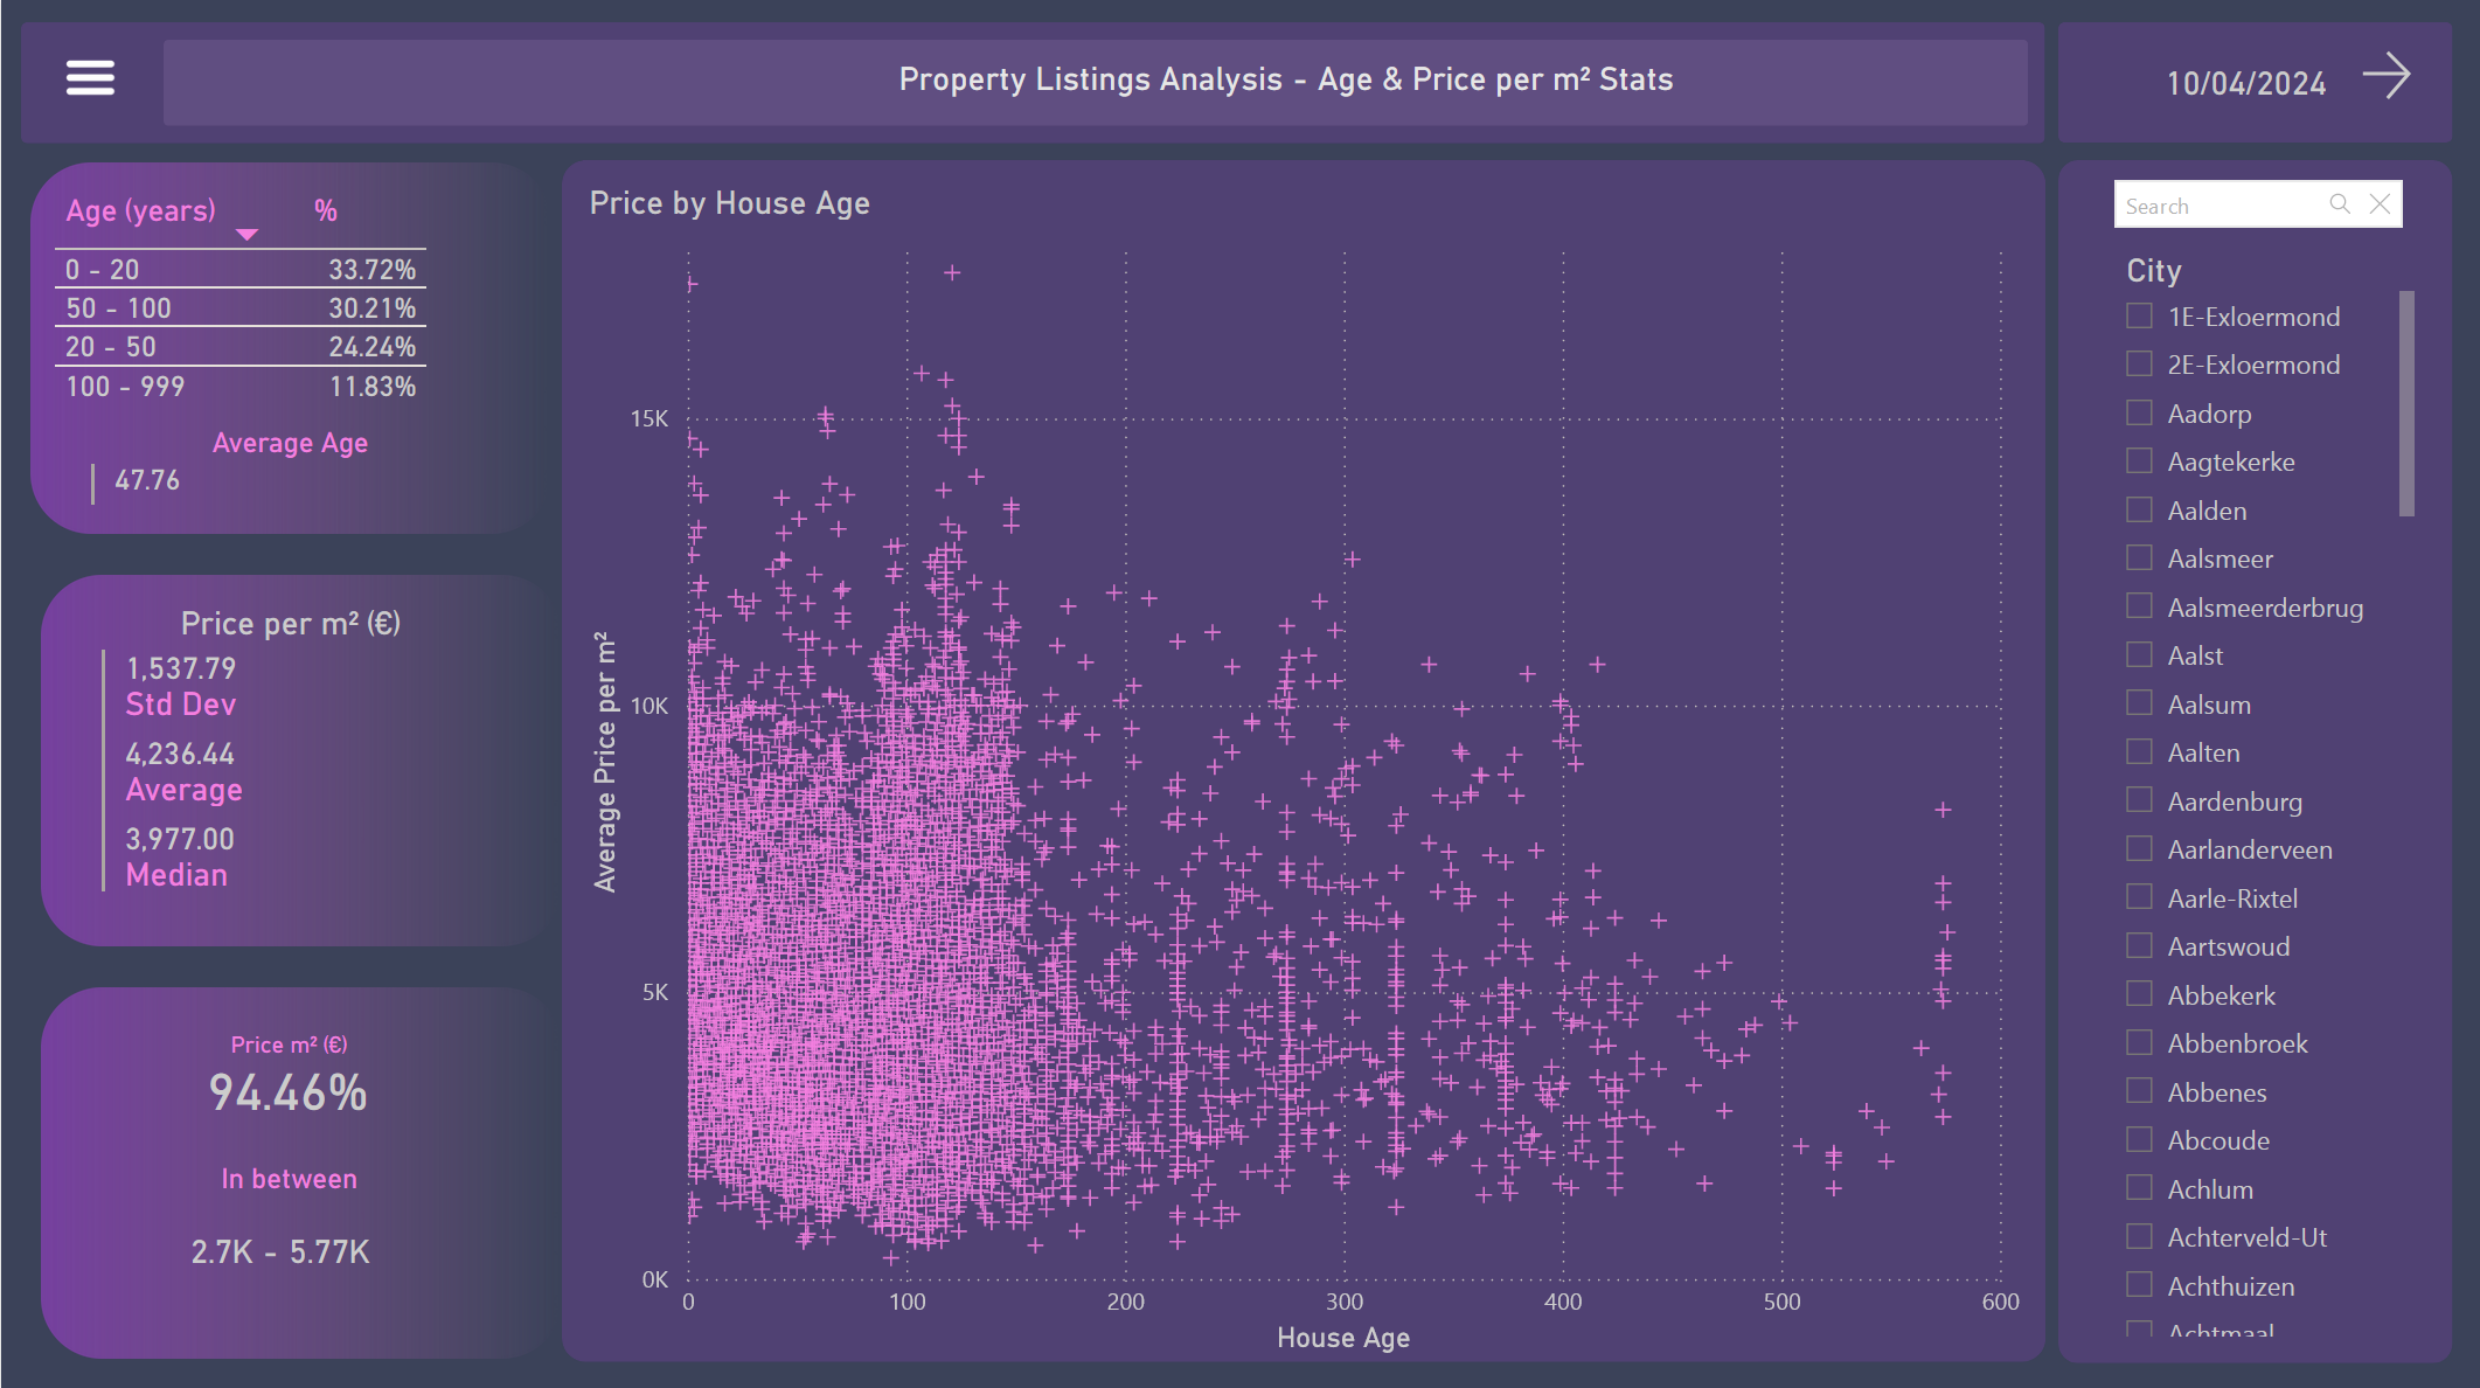 Property Listings Analysis - Age & Price per m² Stats
10/04/2024
Age (years) %
0 - 20 33.72%
50 - 100 30.21%
20 - 50 24.24%
100 - 999 11.83%
Average Age
47.76
Price per m² (€)
1,537.79
Std Dev
4,236.44
Average
3,977.00
Median
Price m² (€)
94.46%
In between
2.7K - 5.77K
Price by House Age
Average Price per m²
15K
10K
5K
0K
0 100 200 300 400 500 600
House Age
Search
City
1E-Exloermond
2E-Exloermond
Aadorp
Aagtekerke
Aalden
Aalsmeer
Aalsmeerderbrug
Aalst
Aalsum
Aalten
Aardenburg
Aarlanderveen
Aarle-Rixtel
Aartswoud
Abbekerk
Abbenbroek
Abbenes
Abcoude
Achlum
Achterveld-Ut
Achthuizen
Achtmaal